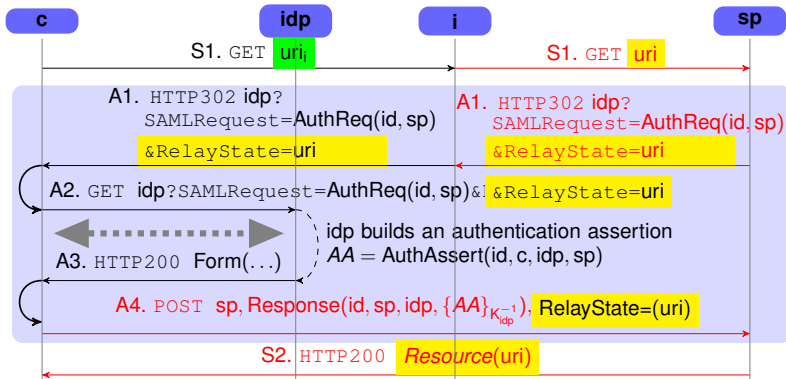 c idp i sp
S1. GET uriᵢ S1. GET uri
A1. HTTP302 idp?
SAMLRequest=AuthReq(id, sp)
&RelayState=uri
A1. HTTP302 idp?
SAMLRequest=AuthReq(id, sp)
&RelayState=uri
A2. GET idp?SAMLRequest=AuthReq(id, sp)& &RelayState=uri
idp builds an authentication assertion
AA = AuthAssert(id, c, idp, sp)
A3. HTTP200 Form(...)
A4. POST sp, Response(id, sp, idp, {AA}_{K_{idp}^{-1}}), RelayState=(uri)
S2. HTTP200 Resource(uri)